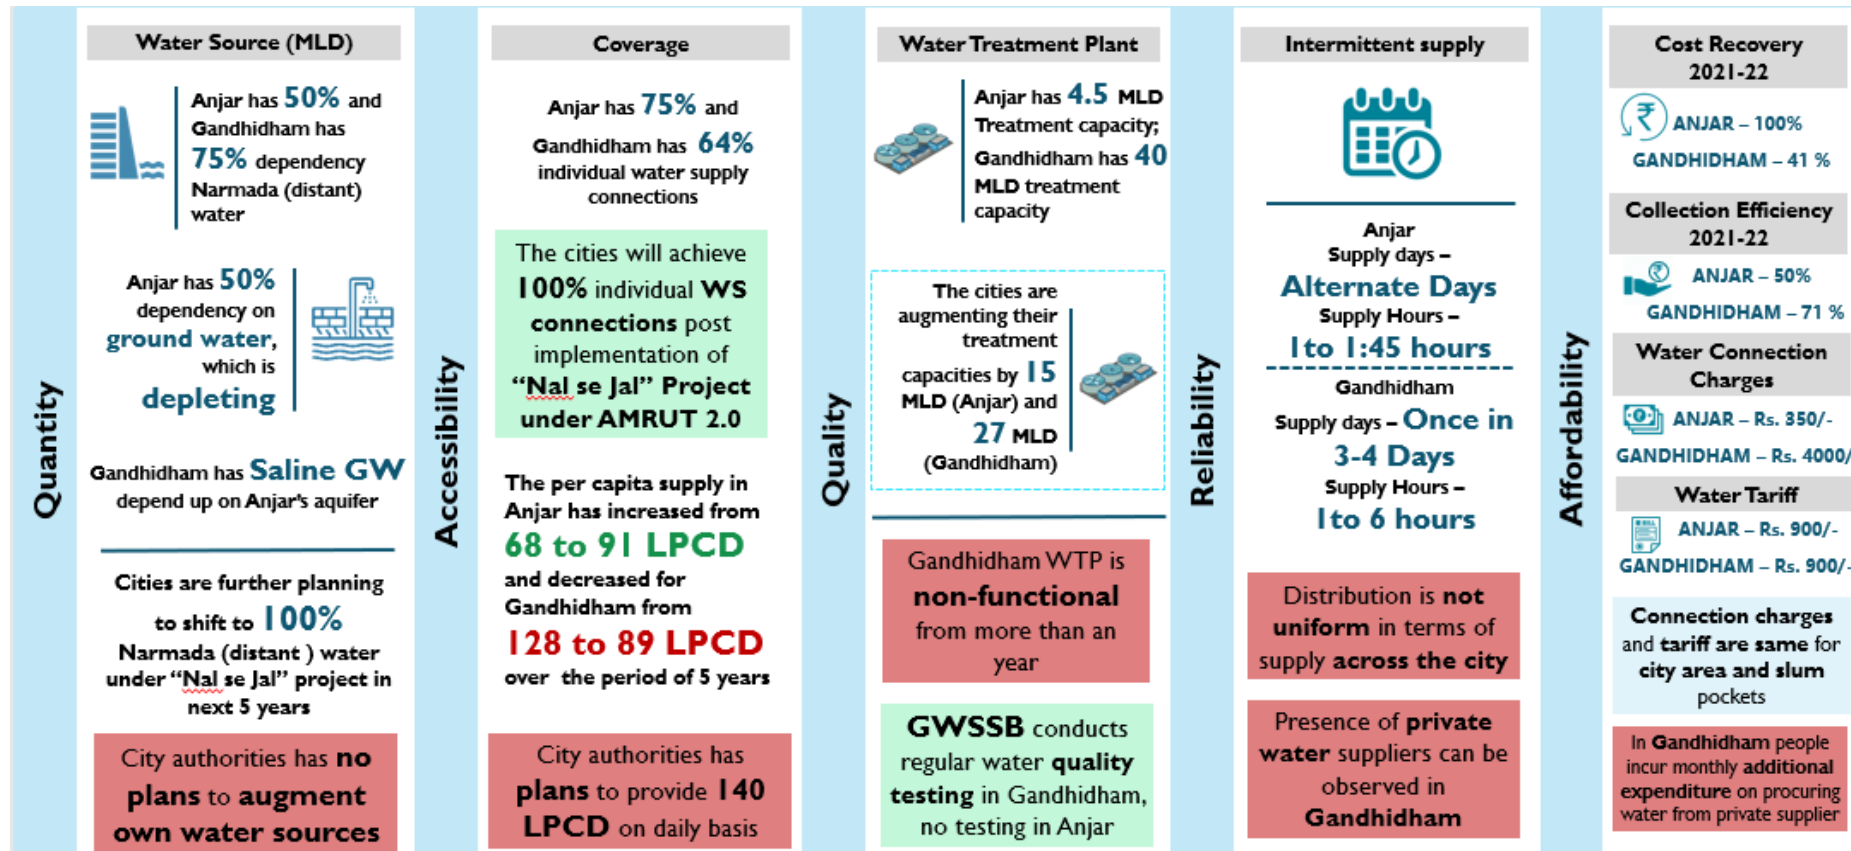 Quantity
Water Source (MLD)
Anjar has 50% and
Gandhidham has
75% dependency
Narmada (distant)
water
Anjar has 50%
dependency on
ground water,
which is
depleting
Gandhidham has Saline GW
depend up on Anjar's aquifer
Cities are further planning
to shift to 100%
Narmada (distant ) water
under “Nal se Jal” project in
next 5 years
City authorities has no
plans to augment
own water sources
Accessibility
Coverage
Anjar has 75% and
Gandhidham has 64%
individual water supply
connections
The cities will achieve
100% individual WS
connections post
implementation of
“Nal se Jal” Project
under AMRUT 2.0
The per capita supply in
Anjar has increased from
68 to 91 LPCD
and decreased for
Gandhidham from
128 to 89 LPCD
over the period of 5 years
City authorities has
plans to provide 140
LPCD on daily basis
Quality
Water Treatment Plant
Anjar has 4.5 MLD
Treatment capacity;
Gandhidham has 40
MLD treatment
capacity
The cities are
augmenting their
treatment
capacities by 15
MLD (Anjar) and
27 MLD
(Gandhidham)
Gandhidham WTP is
non-functional
from more than an
year
GWSSB conducts
regular water quality
testing in Gandhidham,
no testing in Anjar
Reliability
Intermittent supply
Anjar
Supply days –
Alternate Days
Supply Hours –
1to 1:45 hours
Gandhidham
Supply days – Once in
3-4 Days
Supply Hours –
1to 6 hours
Distribution is not
uniform in terms of
supply across the city
Presence of private
water suppliers can be
observed in
Gandhidham
Affordability
Cost Recovery
2021-22
ANJAR – 100%
GANDHIDHAM – 41 %
Collection Efficiency
2021-22
ANJAR – 50%
GANDHIDHAM – 71 %
Water Connection
Charges
ANJAR – Rs. 350/-
GANDHIDHAM – Rs. 4000/
Water Tariff
BILL
ANJAR – Rs. 900/-
GANDHIDHAM – Rs. 900/-
Connection charges
and tariff are same for
city area and slum
pockets
In Gandhidham people
incur monthly additional
expenditure on procuring
water from private supplier